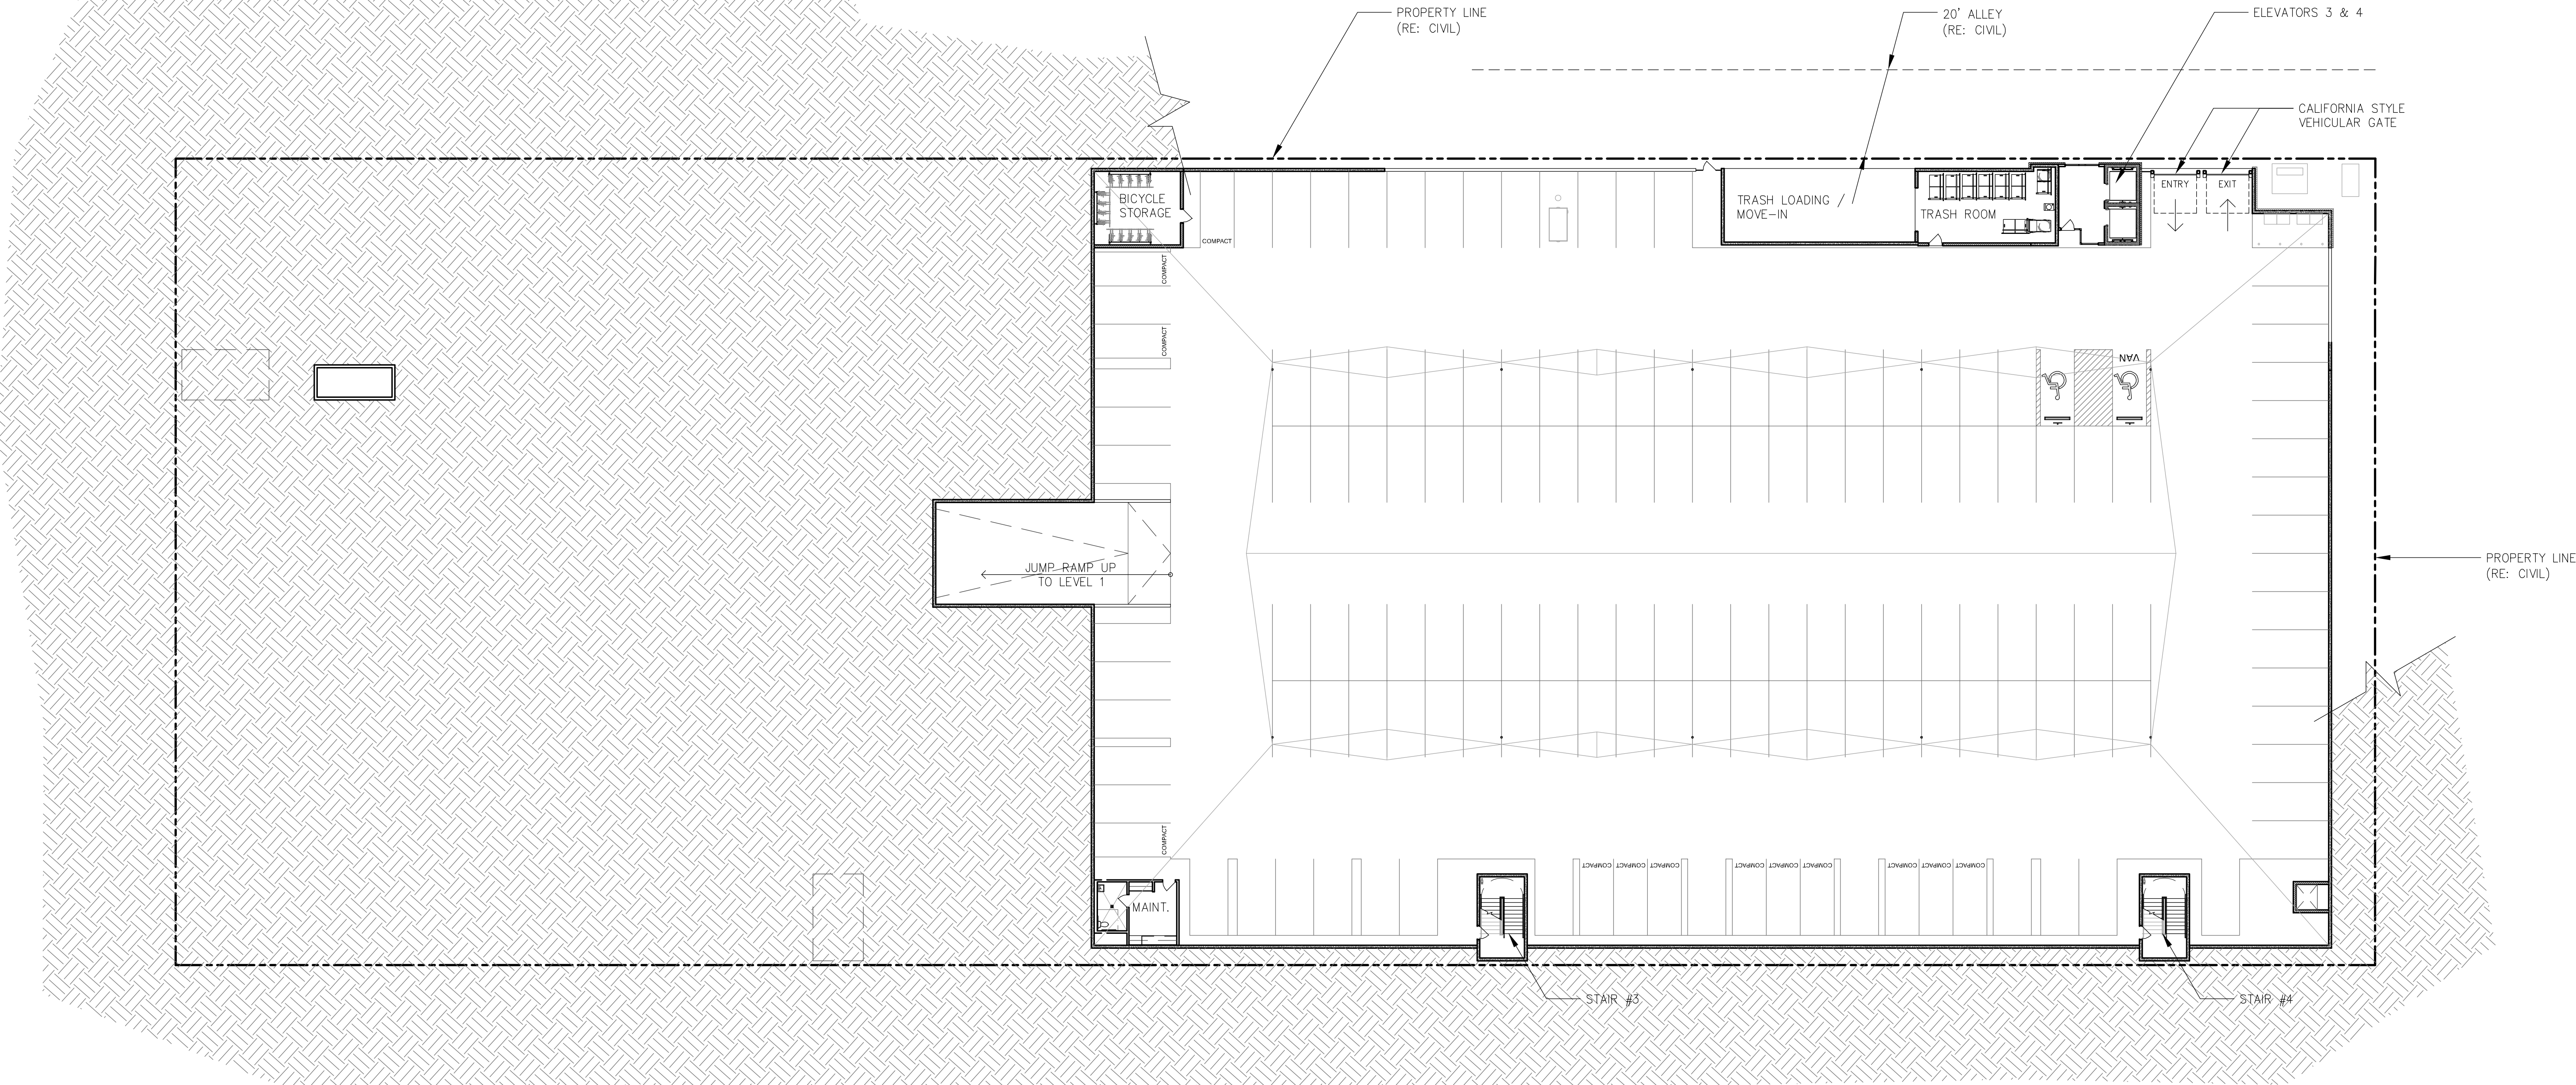 PROPERTY LINE
(RE: CIVIL)
20' ALLEY
(RE: CIVIL)
ELEVATORS 3 & 4
CALIFORNIA STYLE
VEHICULAR GATE
BICYCLE
STORAGE
TRASH LOADING /
MOVE-IN
TRASH ROOM
ENTRY
EXIT
COMPACT
COMPACT
COMPACT
VAN
JUMP RAMP UP
TO LEVEL 1
PROPERTY LINE
(RE: CIVIL)
COMPACT
COMPACT
COMPACT
COMPACT
COMPACT
COMPACT
COMPACT
COMPACT
COMPACT
COMPACT
MAINT.
STAIR #3
STAIR #4